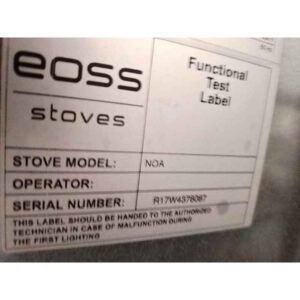 eoss
stoves
Functional
Test
Label
STOVE MODEL: NOA
OPERATOR:
SERIAL NUMBER: R17W4378087
THIS LABEL SHOULD BE HANDED TO THE AUTHORIZED
TECHNICIAN IN CASE OF MALFUNCTION DURING
THE FIRST LIGHTING